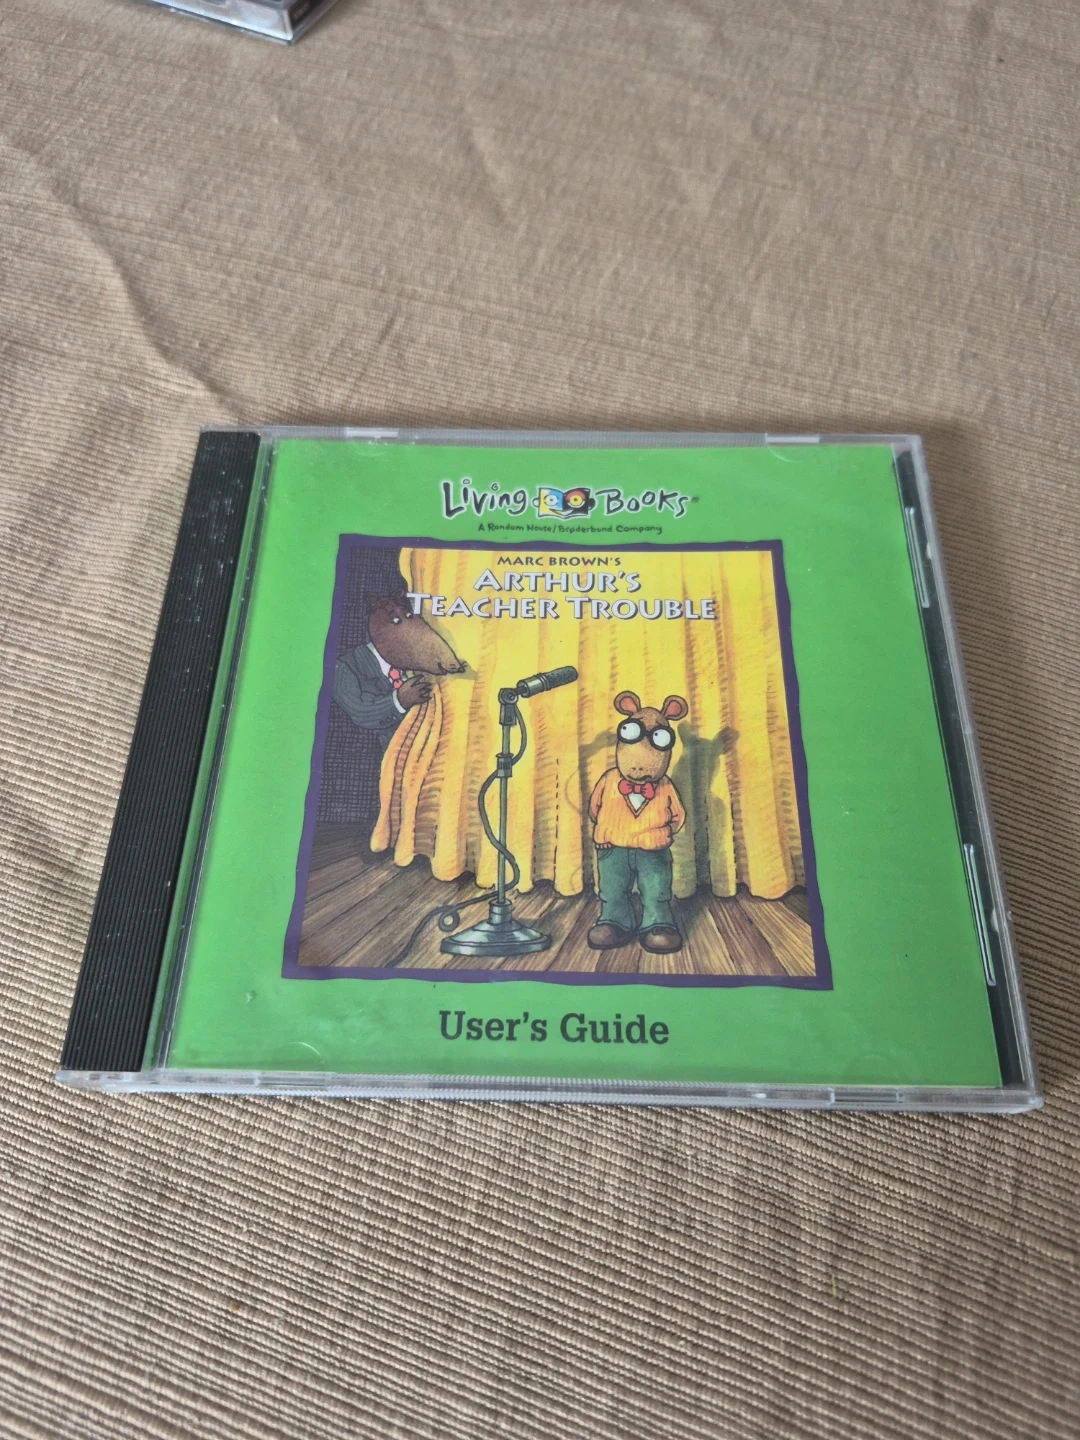 Living Books®
A Random House/Brøderbund Company
MARC BROWN'S
ARTHUR'S
TEACHER TROUBLE
User's Guide